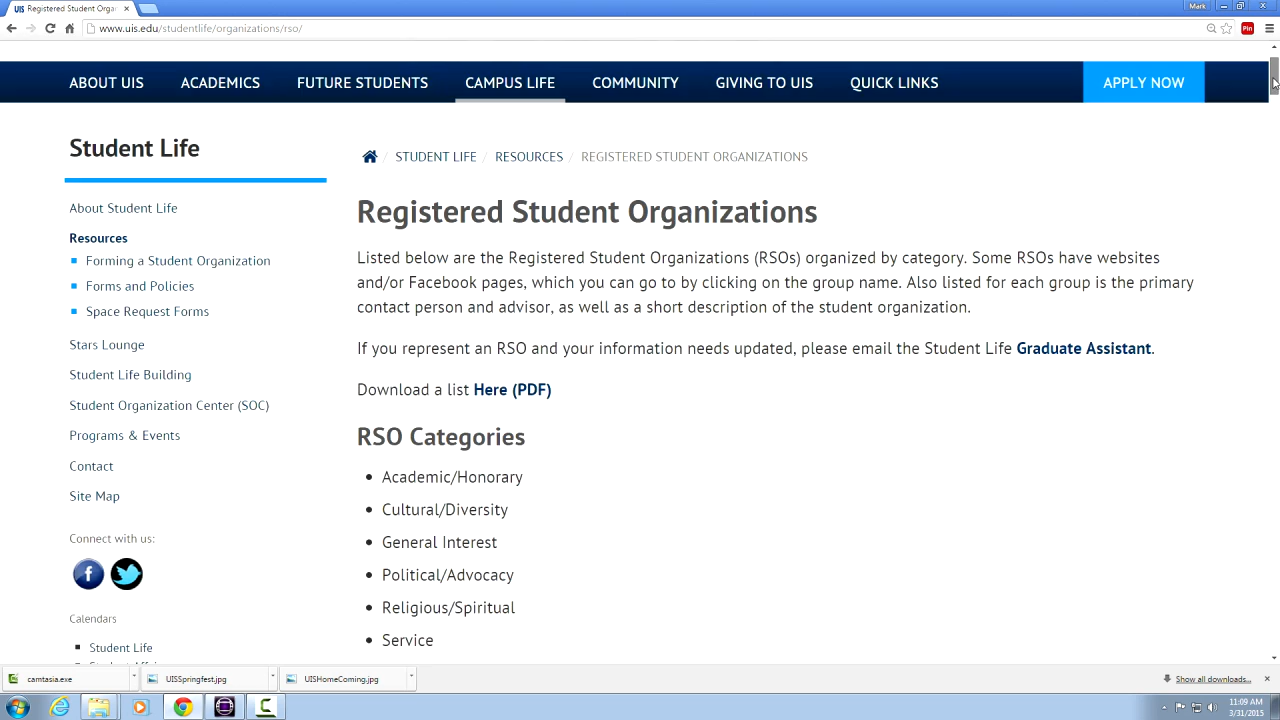 UIS Registered Student Orga
Mark
www.uis.edu/studentlife/organizations/rso/
Pin
ABOUT UIS
ACADEMICS
FUTURE STUDENTS
CAMPUS LIFE
COMMUNITY
GIVING TO UIS
QUICK LINKS
APPLY NOW
Student Life
About Student Life
Resources
Forming a Student Organization
Forms and Policies
Space Request Forms
Stars Lounge
Student Life Building
Student Organization Center (SOC)
Programs & Events
Contact
Site Map
Connect with us:
Calendars
Student Life
STUDENT LIFE / RESOURCES / REGISTERED STUDENT ORGANIZATIONS
Registered Student Organizations
Listed below are the Registered Student Organizations (RSOs) organized by category. Some RSOs have websites
and/or Facebook pages, which you can go to by clicking on the group name. Also listed for each group is the primary
contact person and advisor, as well as a short description of the student organization.
If you represent an RSO and your information needs updated, please email the Student Life Graduate Assistant.
Download a list Here (PDF)
RSO Categories
Academic/Honorary
Cultural/Diversity
General Interest
Political/Advocacy
Religious/Spiritual
Service
camtasia.exe
UISSpringfest.jpg
UISHomeComing.jpg
Show all downloads...
11:09 AM
3/31/2015